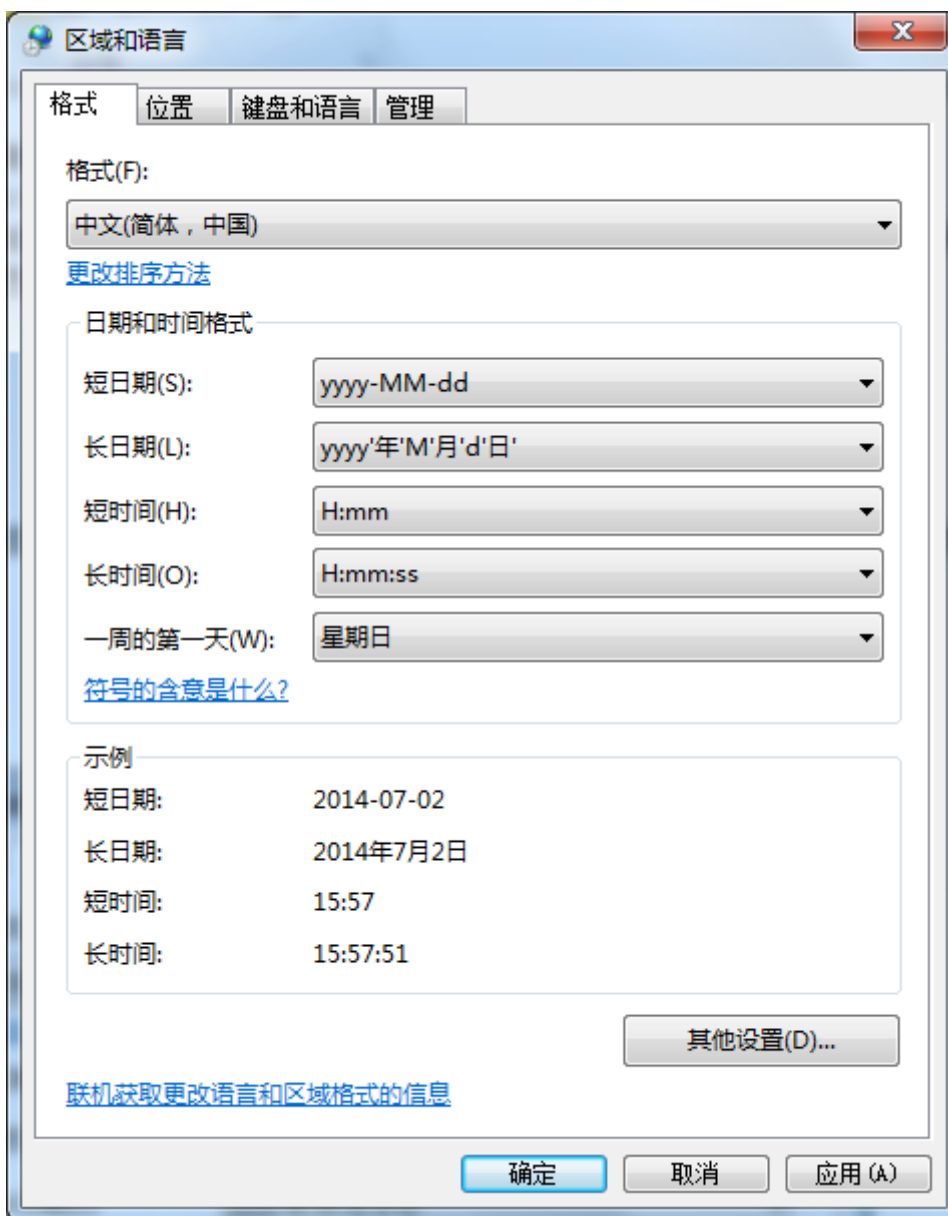 区域和语言
格式 位置 键盘和语言 管理
格式(F):
中文(简体，中国)
更改排序方法
日期和时间格式
短日期(S): yyyy-MM-dd
长日期(L): yyyy'年'M'月'd'日'
短时间(H): H:mm
长时间(O): H:mm:ss
一周的第一天(W): 星期日
符号的含意是什么?
示例
短日期: 2014-07-02
长日期: 2014年7月2日
短时间: 15:57
长时间: 15:57:51
其他设置(D)...
联机获取更改语言和区域格式的信息
确定 取消 应用(A)